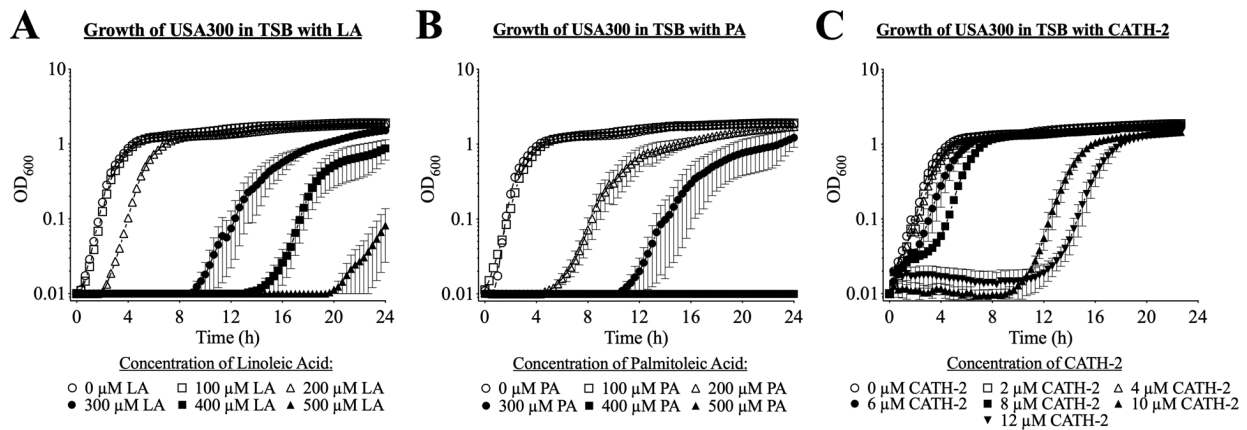 A
Growth of USA300 in TSB with LA
10
1
0.1
0.01
OD600
0 4 8 12 16 20 24
Time (h)
Concentration of Linoleic Acid:
0 µM LA 100 µM LA 200 µM LA
300 µM LA 400 µM LA 500 µM LA
B
Growth of USA300 in TSB with PA
10
1
0.1
0.01
OD600
0 4 8 12 16 20 24
Time (h)
Concentration of Palmitoleic Acid:
0 µM PA 100 µM PA 200 µM PA
300 µM PA 400 µM PA 500 µM PA
C
Growth of USA300 in TSB with CATH-2
10
1
0.1
0.01
OD600
0 4 8 12 16 20 24
Time (h)
Concentration of CATH-2
0 µM CATH-2 2 µM CATH-2 4 µM CATH-2
6 µM CATH-2 8 µM CATH-2 10 µM CATH-2
12 µM CATH-2